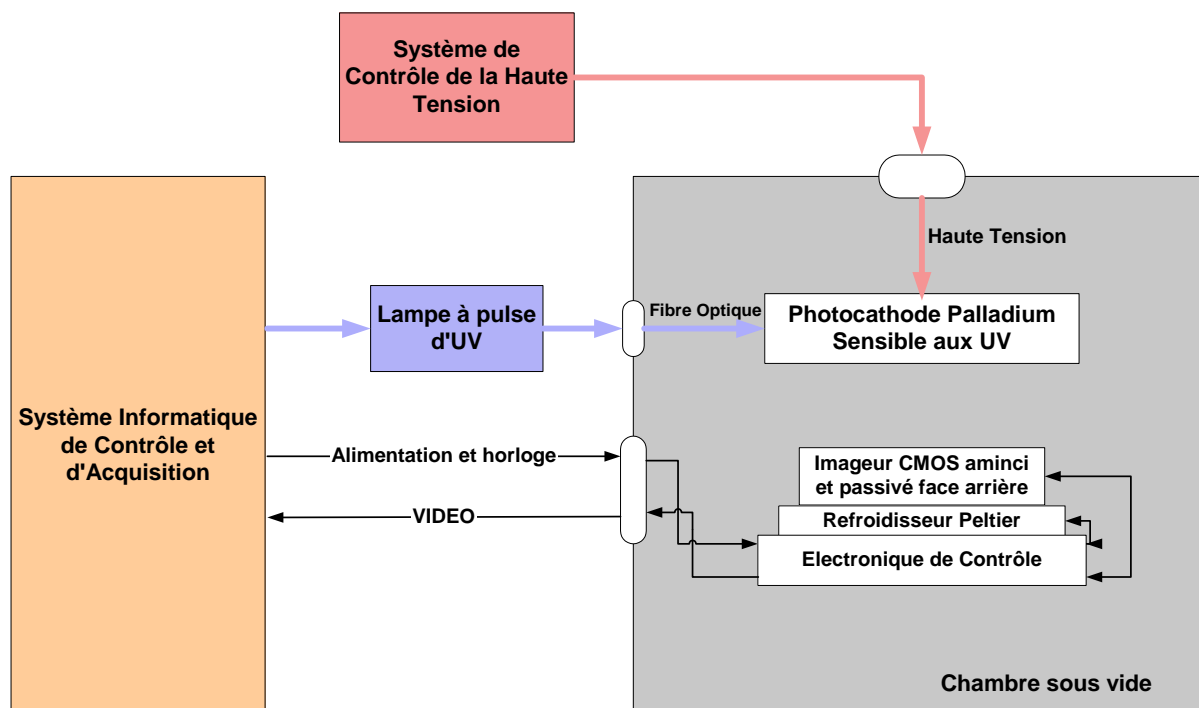 Système de
Contrôle de la Haute
Tension
Haute Tension
Lampe à pulse
d'UV
Fibre Optique
Photocathode Palladium
Sensible aux UV
Système Informatique
de Contrôle et
d'Acquisition
Alimentation et horloge
VIDEO
Imageur CMOS aminci
et passivé face arrière
Refroidisseur Peltier
Electronique de Contrôle
Chambre sous vide